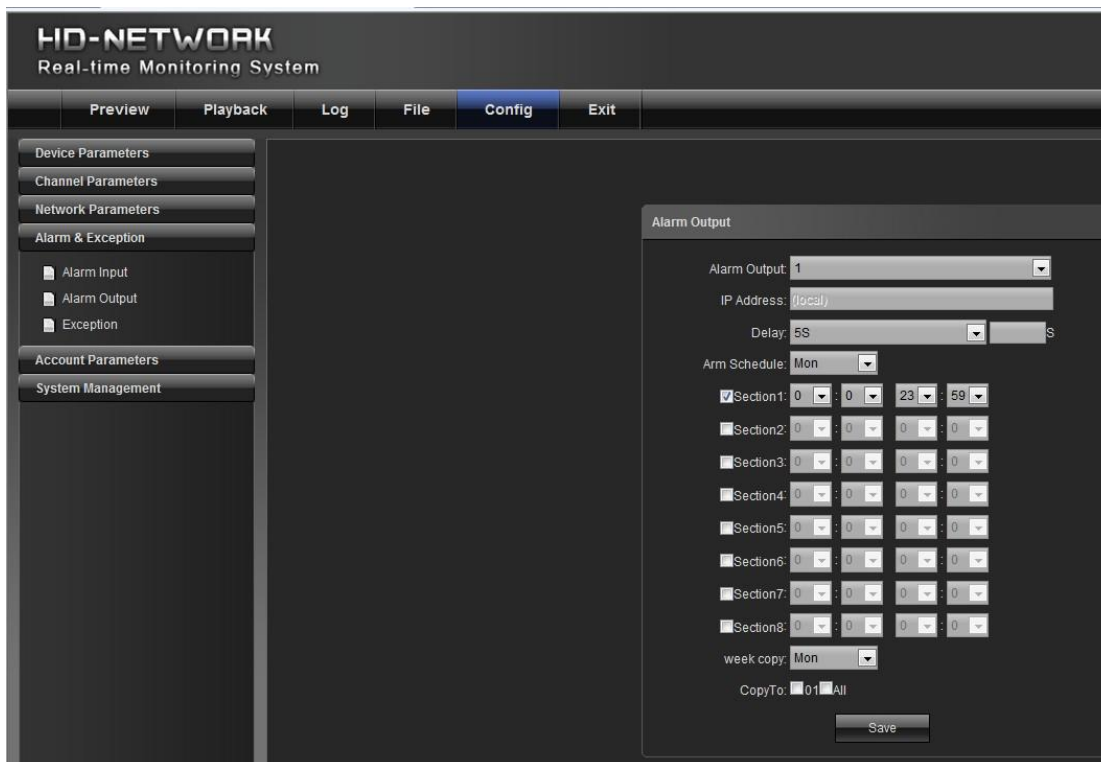 HD-NETWORK
Real-time Monitoring System
Preview Playback Log File Config Exit
Device Parameters
Channel Parameters
Network Parameters
Alarm & Exception
Alarm Input
Alarm Output
Exception
Account Parameters
System Management
Alarm Output
Alarm Output: 1
IP Address: (local)
Delay: 5S S
Arm Schedule: Mon
Section1: 0 : 0 23 : 59
Section2: 0 : 0 0 : 0
Section3: 0 : 0 0 : 0
Section4: 0 : 0 0 : 0
Section5: 0 : 0 0 : 0
Section6: 0 : 0 0 : 0
Section7: 0 : 0 0 : 0
Section8: 0 : 0 0 : 0
week copy: Mon
CopyTo: 01 All
Save